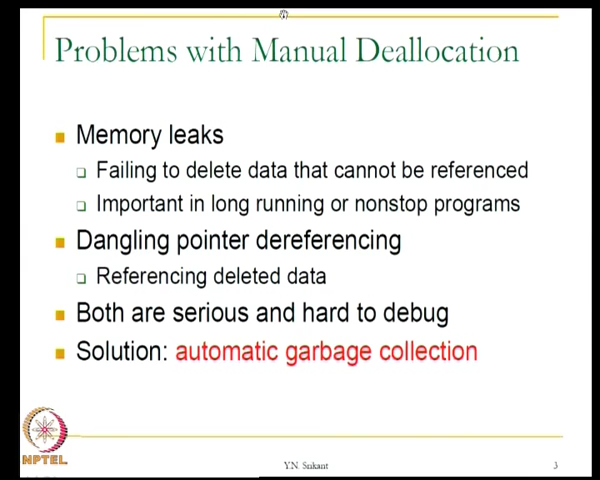 Problems with Manual Deallocation
Memory leaks
Failing to delete data that cannot be referenced
Important in long running or nonstop programs
Dangling pointer dereferencing
Referencing deleted data
Both are serious and hard to debug
Solution: automatic garbage collection
NPTEL
Y.N. Srikant
3